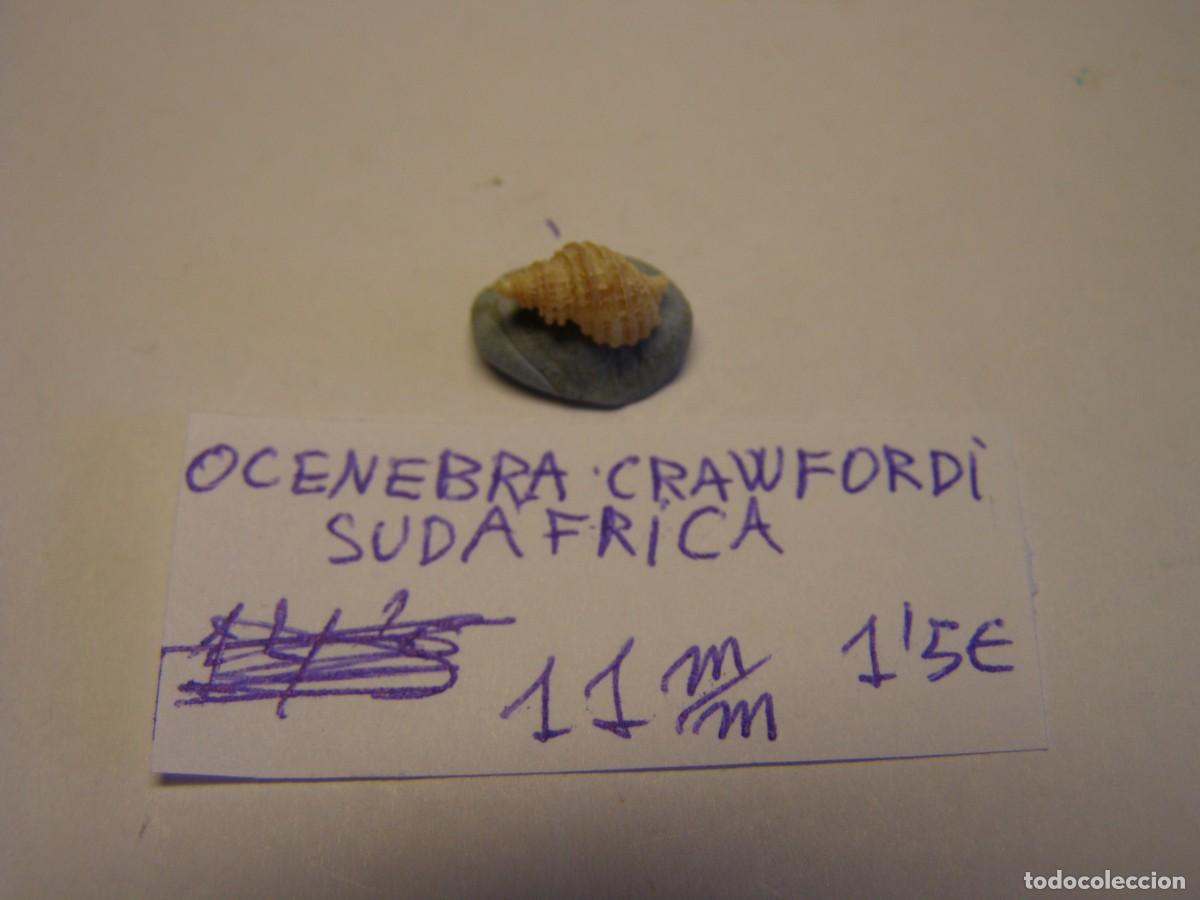 OCENEBRA CRAWFORDI
SUDAFRICA
11 m/m 1'5€
todocoleccion